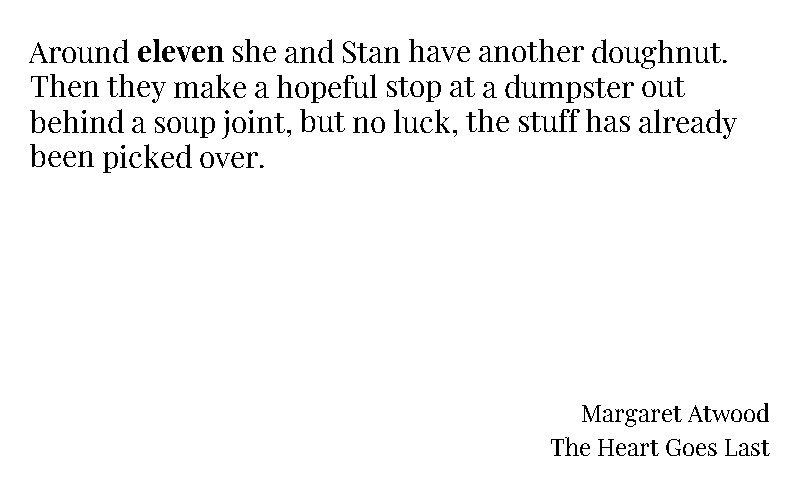 Around eleven she and Stan have another doughnut.
Then they make a hopeful stop at a dumpster out
behind a soup joint, but no luck, the stuff has already
been picked over.
Margaret Atwood
The Heart Goes Last